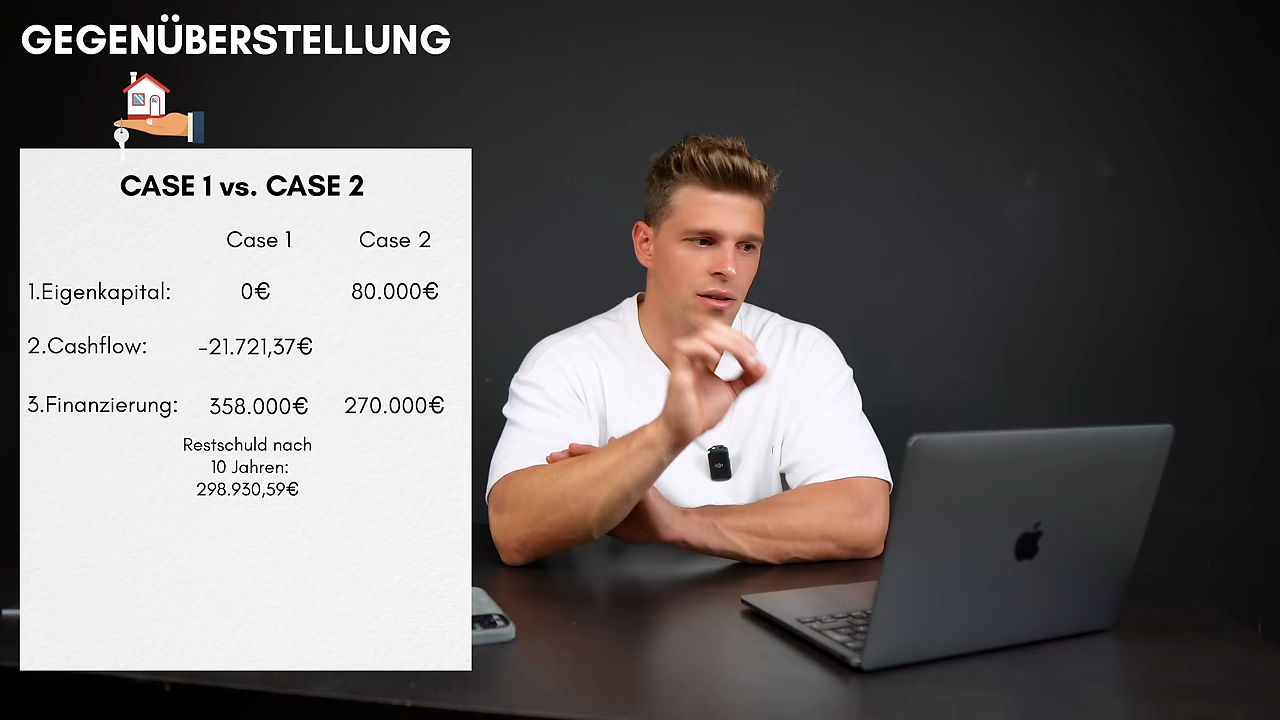 GEGENÜBERSTELLUNG
CASE 1 vs. CASE 2
Case 1 Case 2
1.Eigenkapital: 0€ 80.000€
2.Cashflow: -21.721,37€
3.Finanzierung: 358.000€ 270.000€
Restschuld nach
10 Jahren:
298.930,59€